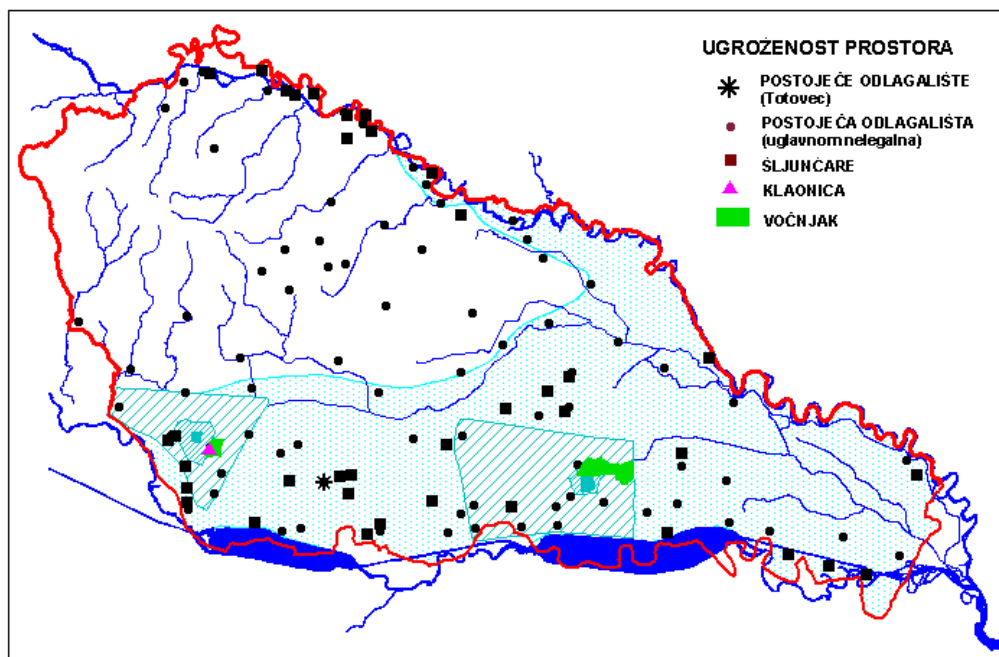 UGROŽENOST PROSTORA
POSTOJEĆE ODLAGALIŠTE
(Totovec)
POSTOJEĆA ODLAGALIŠTA
(uglavnom nelegalna)
ŠLJUNČARE
KLAONICA
VOĆNJAK